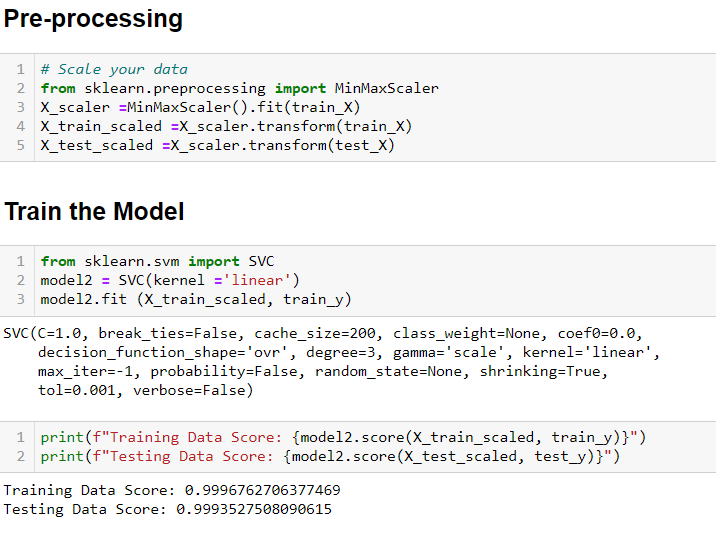 Pre-processing
1 # Scale your data
2 from sklearn.preprocessing import MinMaxScaler
3 X_scaler =MinMaxScaler().fit(train_X)
4 X_train_scaled =X_scaler.transform(train_X)
5 X_test_scaled =X_scaler.transform(test_X)
Train the Model
1 from sklearn.svm import SVC
2 model2 = SVC(kernel ='linear')
3 model2.fit (X_train_scaled, train_y)
SVC(C=1.0, break_ties=False, cache_size=200, class_weight=None, coef0=0.0,
    decision_function_shape='ovr', degree=3, gamma='scale', kernel='linear',
    max_iter=-1, probability=False, random_state=None, shrinking=True,
    tol=0.001, verbose=False)
1 print(f"Training Data Score: {model2.score(X_train_scaled, train_y)}")
2 print(f"Testing Data Score: {model2.score(X_test_scaled, test_y)}")
Training Data Score: 0.9996762706377469
Testing Data Score: 0.9993527508090615